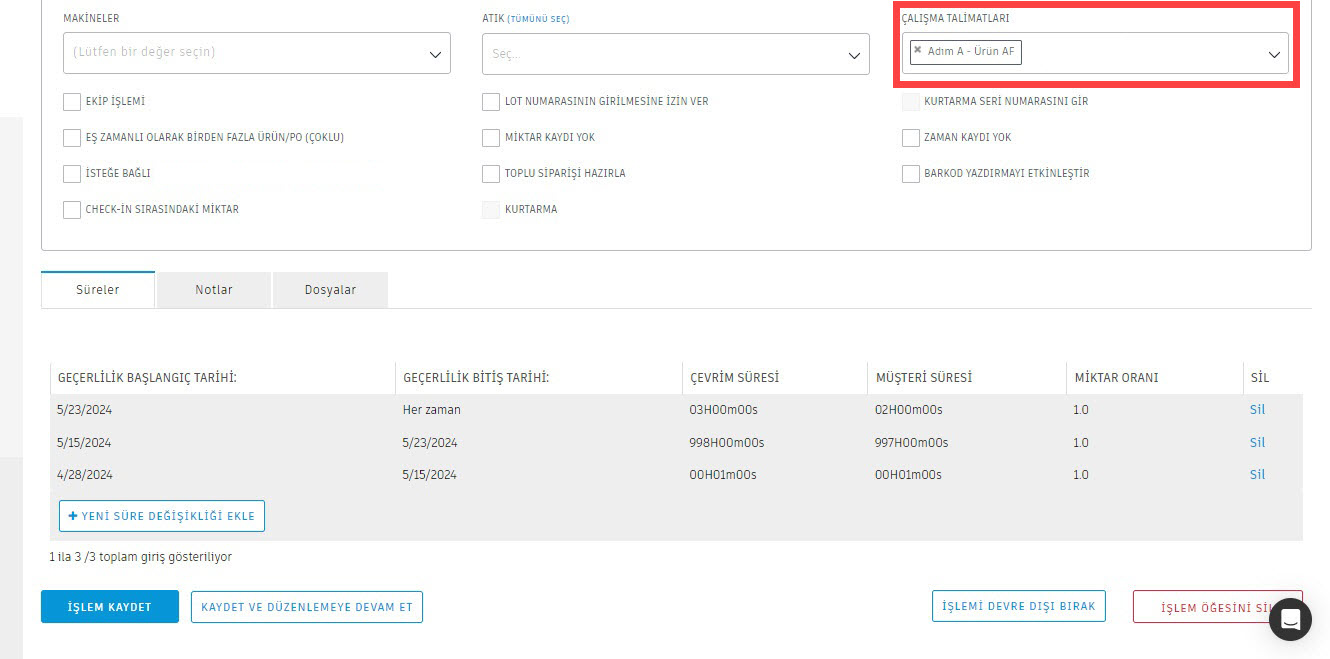 MAKİNELER
ATIK (TÜMÜNÜ SEÇ)
ÇALIŞMA TALİMATLARI
(Lütfen bir değer seçin)
Seç...
× Adım A - Ürün AF
EKİP İŞLEMİ
LOT NUMARASININ GİRİLMESİNE İZİN VER
KURTARMA SERİ NUMARASINI GİR
EŞ ZAMANLI OLARAK BİRDEN FAZLA ÜRÜN/PO (ÇOKLU)
MİKTAR KAYDI YOK
ZAMAN KAYDI YOK
İSTEĞE BAĞLI
TOPLU SİPARİŞİ HAZIRLA
BARKOD YAZDIRMAYI ETKİNLEŞTİR
CHECK-İN SIRASINDAKİ MİKTAR
KURTARMA
Süreler Notlar Dosyalar
GEÇERLİLİK BAŞLANGIÇ TARİHİ: GEÇERLİLİK BİTİŞ TARİHİ: ÇEVRİM SÜRESİ MÜŞTERİ SÜRESİ MİKTAR ORANI SİL
5/23/2024 Her zaman 03H00m00s 02H00m00s 1.0 Sil
5/15/2024 5/23/2024 998H00m00s 997H00m00s 1.0 Sil
4/28/2024 5/15/2024 00H01m00s 00H01m00s 1.0 Sil
+ YENİ SÜRE DEĞİŞİKLİĞİ EKLE
1 ila 3 /3 toplam giriş gösteriliyor
İŞLEM KAYDET
KAYDET VE DÜZENLEMEYE DEVAM ET
İŞLEMİ DEVRE DIŞI BIRAK
İŞLEM ÖĞESİNİ SİL